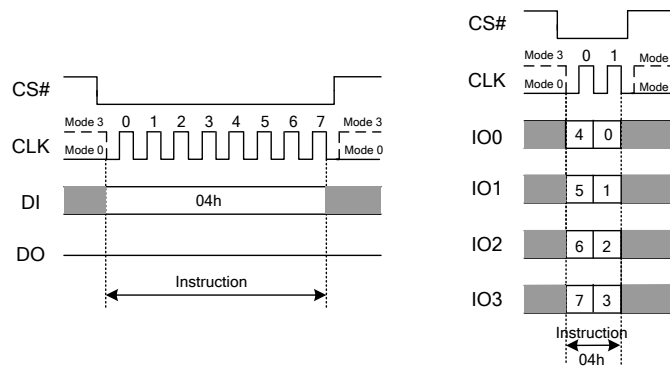 CS#
Mode 3 0 1 2 3 4 5 6 7 Mode 3
CLK
Mode 0 Mode 0
DI 04h
DO
Instruction
CS#
Mode 3 0 1 Mode
CLK
Mode 0 Mode
IO0 4 0
IO1 5 1
IO2 6 2
IO3 7 3
Instruction
04h